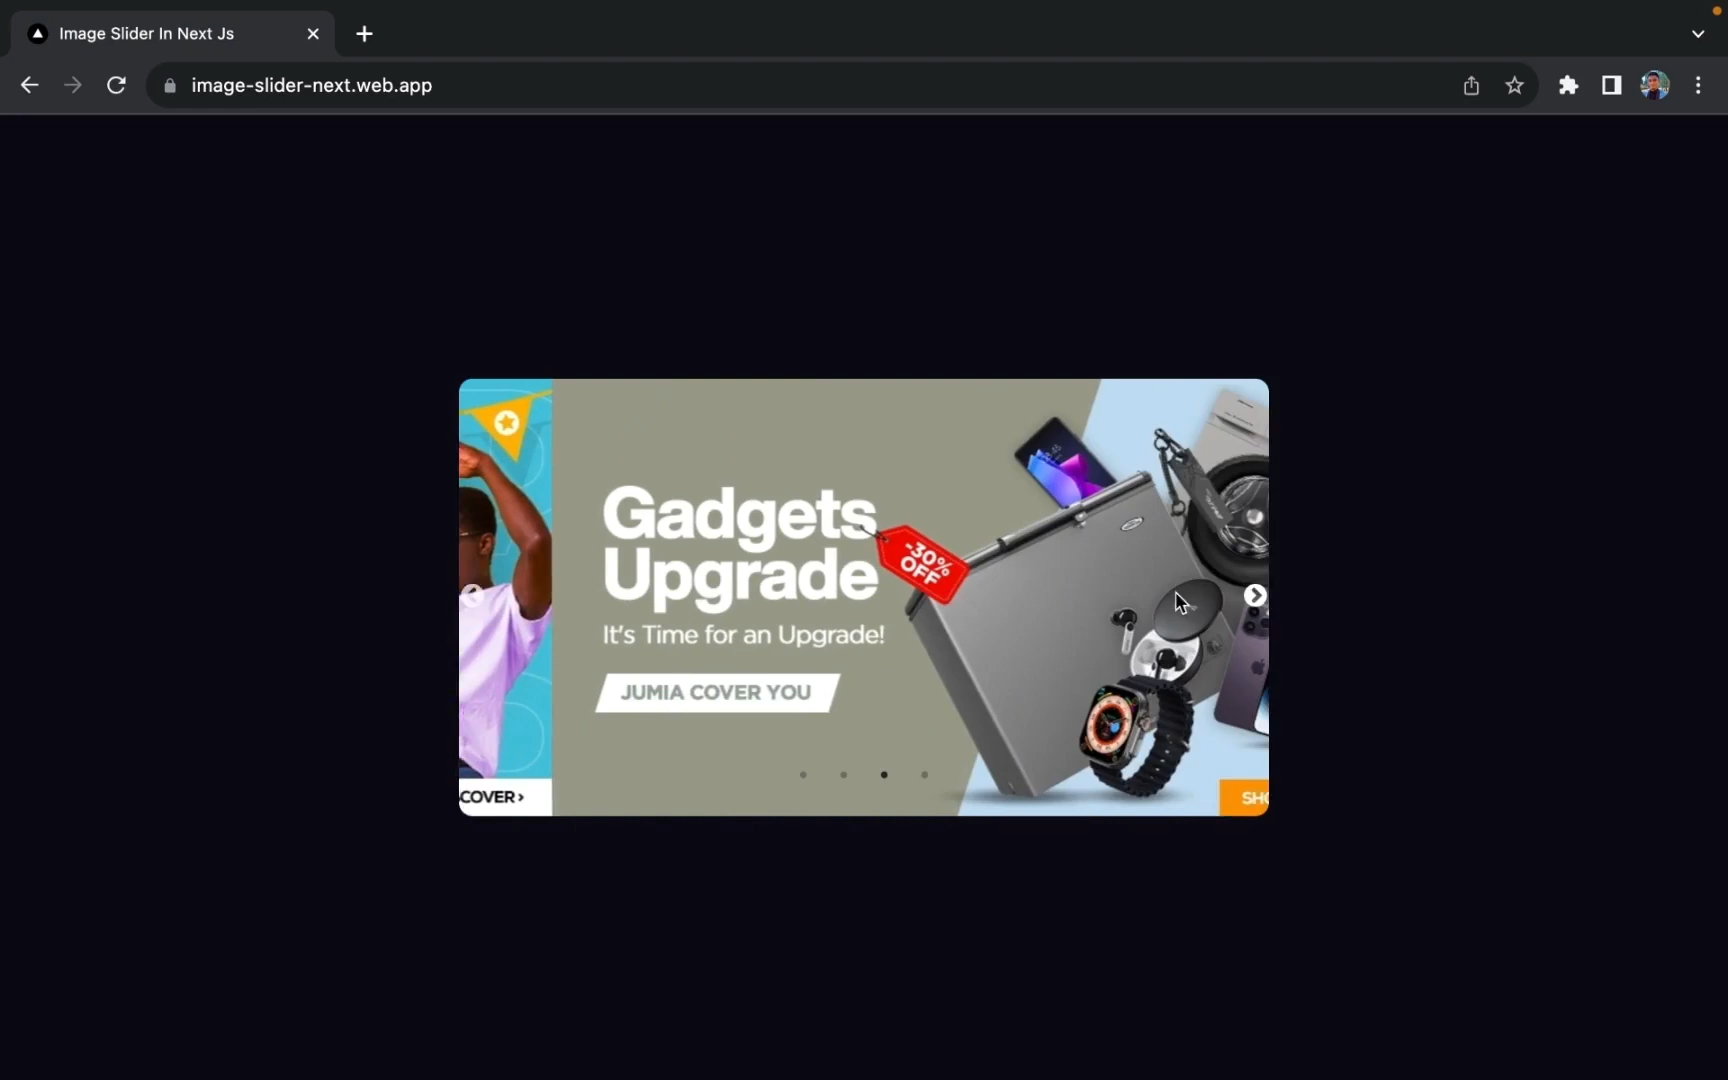 Image Slider In Next Js
image-slider-next.web.app
Gadgets
Upgrade
-30%
OFF
It's Time for an Upgrade!
JUMIA COVER YOU
COVER›
SHO